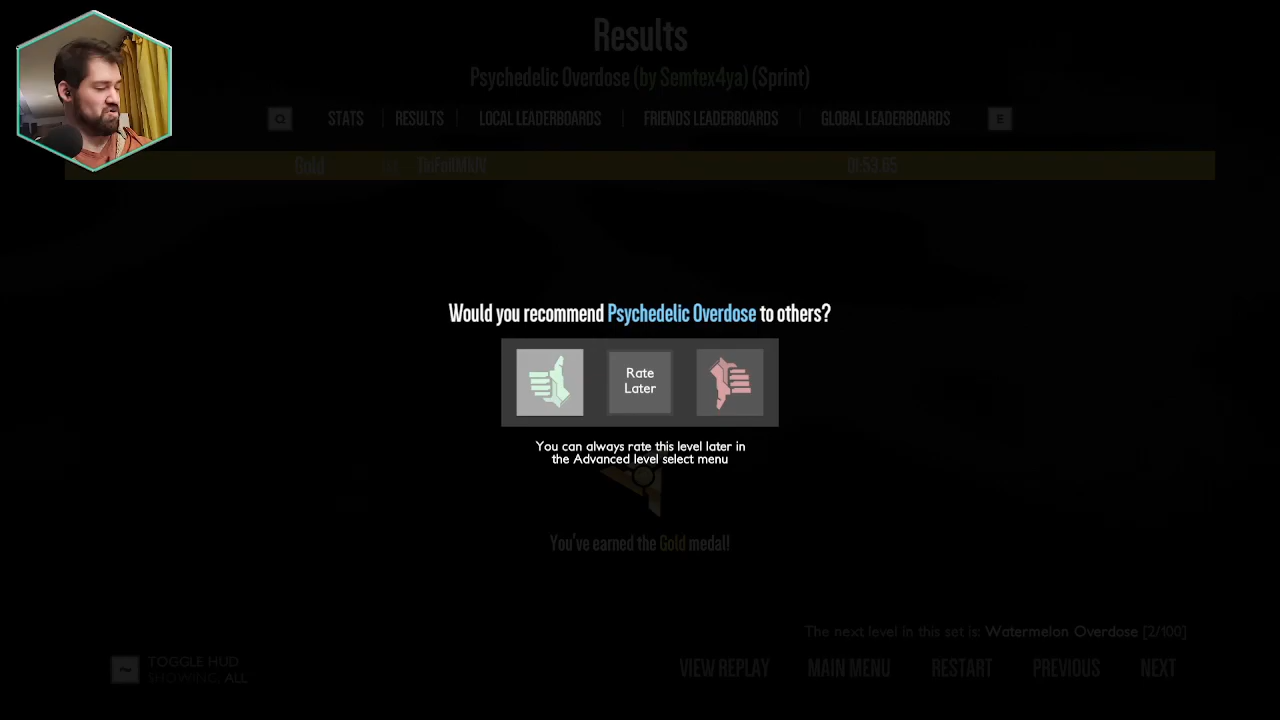 Results
Psychedelic Overdose (by Semtex4ya) (Sprint)
Q STATS RESULTS LOCAL LEADERBOARDS FRIENDS LEADERBOARDS GLOBAL LEADERBOARDS E
Gold
Would you recommend Psychedelic Overdose to others?
Rate
Later
You can always rate this level later in
the Advanced level select menu
You've earned the Gold medal!
The next level in this set is: Watermelon Overdose [2/100]
~ TOGGLE HUD
SHOWING: ALL
VIEW REPLAY MAIN MENU RESTART PREVIOUS NEXT